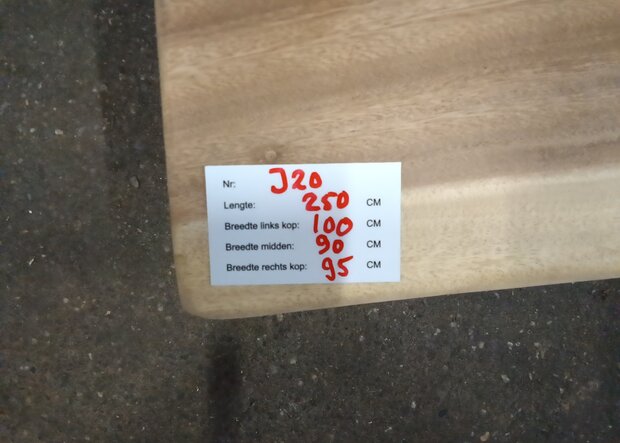 Nr: J20
Lengte: 250 CM
Breedte links kop: 100 CM
Breedte midden: 90 CM
Breedte rechts kop: 95 CM